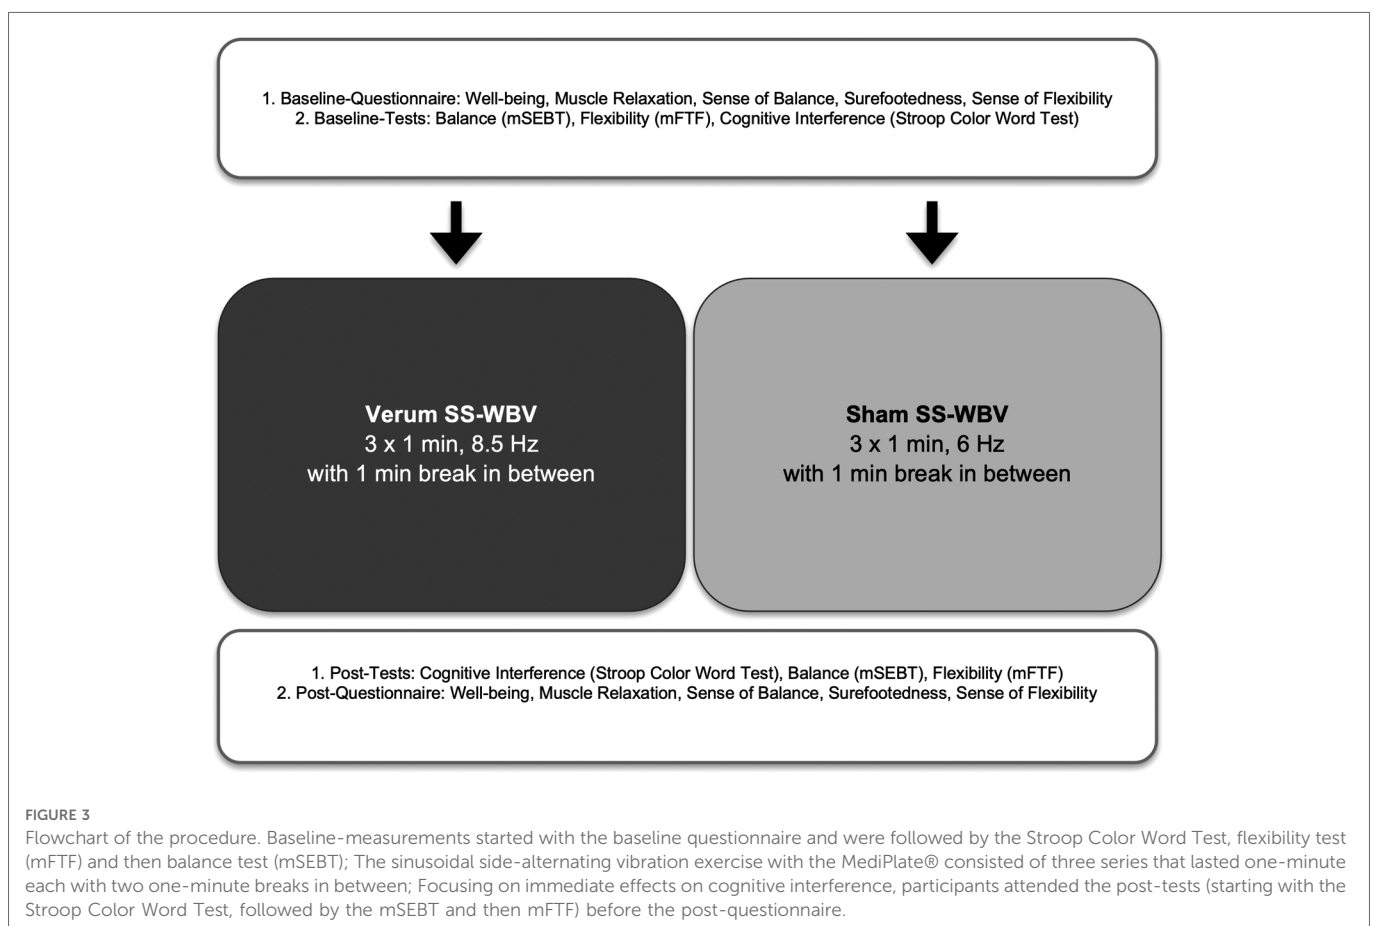 1. Baseline-Questionnaire: Well-being, Muscle Relaxation, Sense of Balance, Surefootedness, Sense of Flexibility
2. Baseline-Tests: Balance (mSEBT), Flexibility (mFTF), Cognitive Interference (Stroop Color Word Test)
Verum SS-WBV
3 x 1 min, 8.5 Hz
with 1 min break in between
Sham SS-WBV
3 x 1 min, 6 Hz
with 1 min break in between
1. Post-Tests: Cognitive Interference (Stroop Color Word Test), Balance (mSEBT), Flexibility (mFTF)
2. Post-Questionnaire: Well-being, Muscle Relaxation, Sense of Balance, Surefootedness, Sense of Flexibility
FIGURE 3
Flowchart of the procedure. Baseline-measurements started with the baseline questionnaire and were followed by the Stroop Color Word Test, flexibility test
(mFTF) and then balance test (mSEBT); The sinusoidal side-alternating vibration exercise with the MediPlate® consisted of three series that lasted one-minute
each with two one-minute breaks in between; Focusing on immediate effects on cognitive interference, participants attended the post-tests (starting with the
Stroop Color Word Test, followed by the mSEBT and then mFTF) before the post-questionnaire.